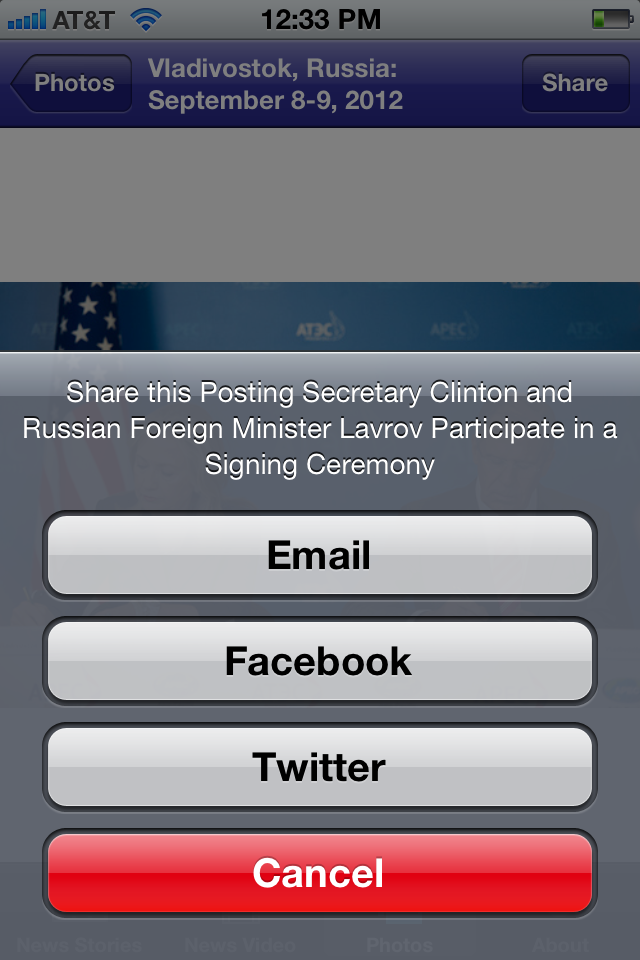 AT&T 12:33 PM
Photos
Vladivostok, Russia:
September 8-9, 2012
Share
APEC
Share this Posting Secretary Clinton and
Russian Foreign Minister Lavrov Participate in a
Signing Ceremony
Email
Facebook
Twitter
Cancel
News Stories News Video Photos About